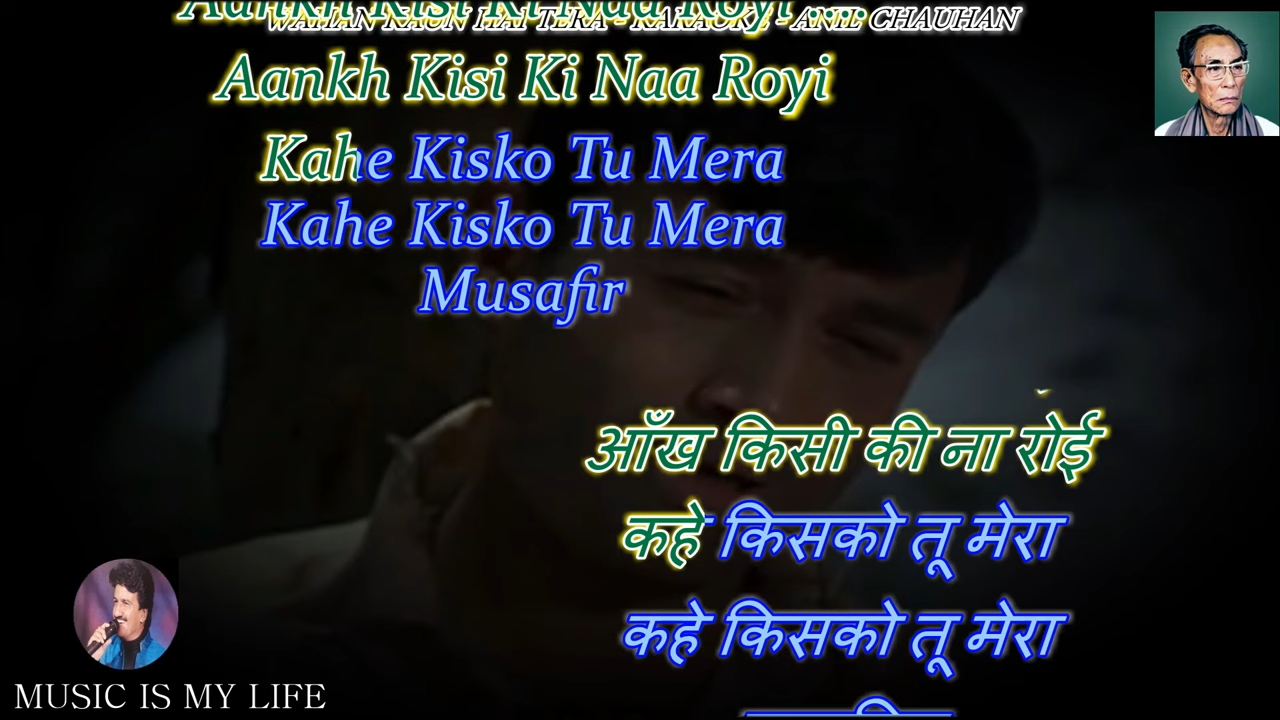 Aankh Kisi Ki Naa Royi ....
WAHAN KAUN HAI TERA - KARAOKE - ANIL CHAUHAN
Aankh Kisi Ki Naa Royi
Kahe Kisko Tu Mera
Kahe Kisko Tu Mera
Musafir
आँख किसी की ना रोई
कहे किसको तू मेरा
कहे किसको तू मेरा
MUSIC IS MY LIFE